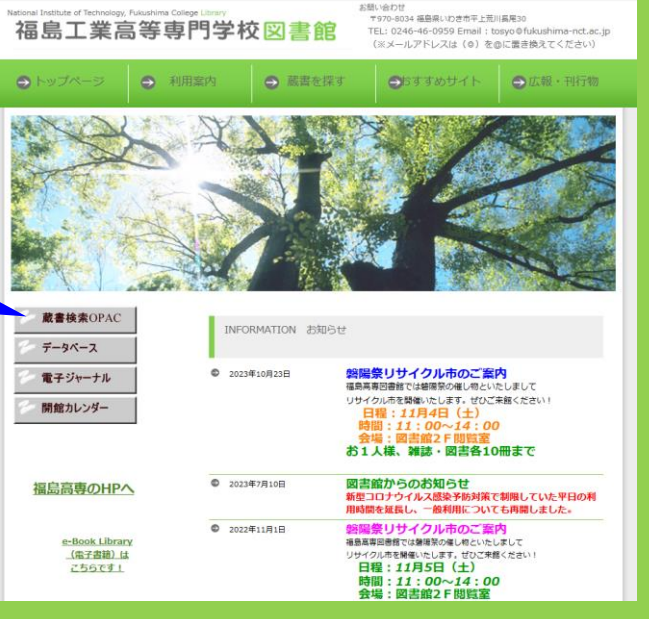 National Institute of Technology, Fukushima College Library
福島工業高等専門学校図書館
お問い合わせ
〒970-8034 福島県いわき市平上荒川長尾30
TEL: 0246-46-0959 Email : tosyo⚙fukushima-nct.ac.jp
（※メールアドレスは（⚙）を@に置き換えてください）
トップページ
利用案内
蔵書を探す
おすすめサイト
広報・刊行物
蔵書検索OPAC
データベース
電子ジャーナル
開館カレンダー
福島高専のHPへ
e-Book Library
（電子書籍）は
こちらです！
INFORMATION お知らせ
2023年10月23日
磐陽祭リサイクル市のご案内
福島高専図書館では磐陽祭の催し物といたしまして
リサイクル市を開催いたします。ぜひご来館ください！
日程：11月4日（土）
時間：11：00～14：00
会場：図書館2Ｆ閲覧室
お１人様、雑誌・図書各10冊まで
2023年7月10日
図書館からのお知らせ
新型コロナウイルス感染予防対策で制限していた平日の利
用時間を延長し、一般利用についても再開しました。
2022年11月1日
磐陽祭リサイクル市のご案内
福島高専図書館では磐陽祭の催し物といたしまして
リサイクル市を開催いたします。ぜひご来館ください！
日程：11月5日（土）
時間：11：00～14：00
会場：図書館2Ｆ閲覧室